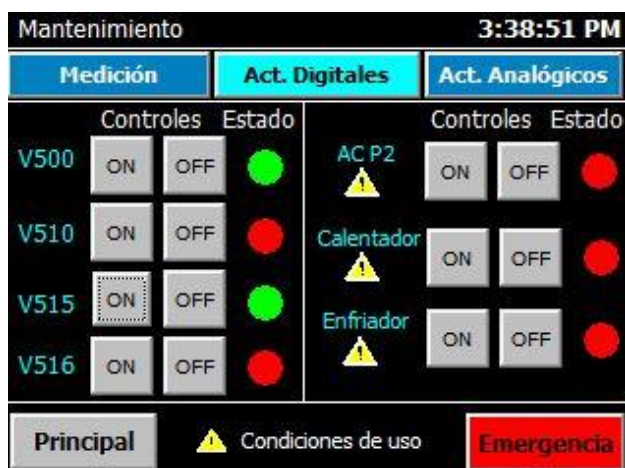 Mantenimiento 3:38:51 PM
Medición Act. Digitales Act. Analógicos
Controles Estado Controles Estado
V500 ON OFF AC P2 ON OFF
V510 ON OFF Calentador ON OFF
V515 ON OFF Enfriador ON OFF
V516 ON OFF
Principal Condiciones de uso Emergencia